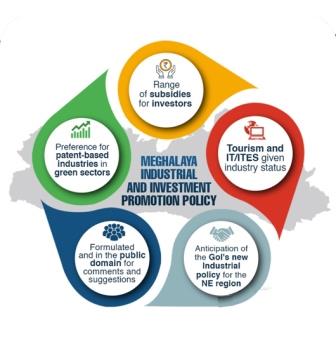 Range
of subsidies
for investors
Preference for
patent-based
industries in
green sectors
Tourism and
IT/ITES given
industry status
MEGHALAYA
INDUSTRIAL
AND INVESTMENT
PROMOTION POLICY
Formulated
and in the public
domain for
comments and
suggestions
Anticipation of
the GoI's new
Industrial
policy for the
NE region